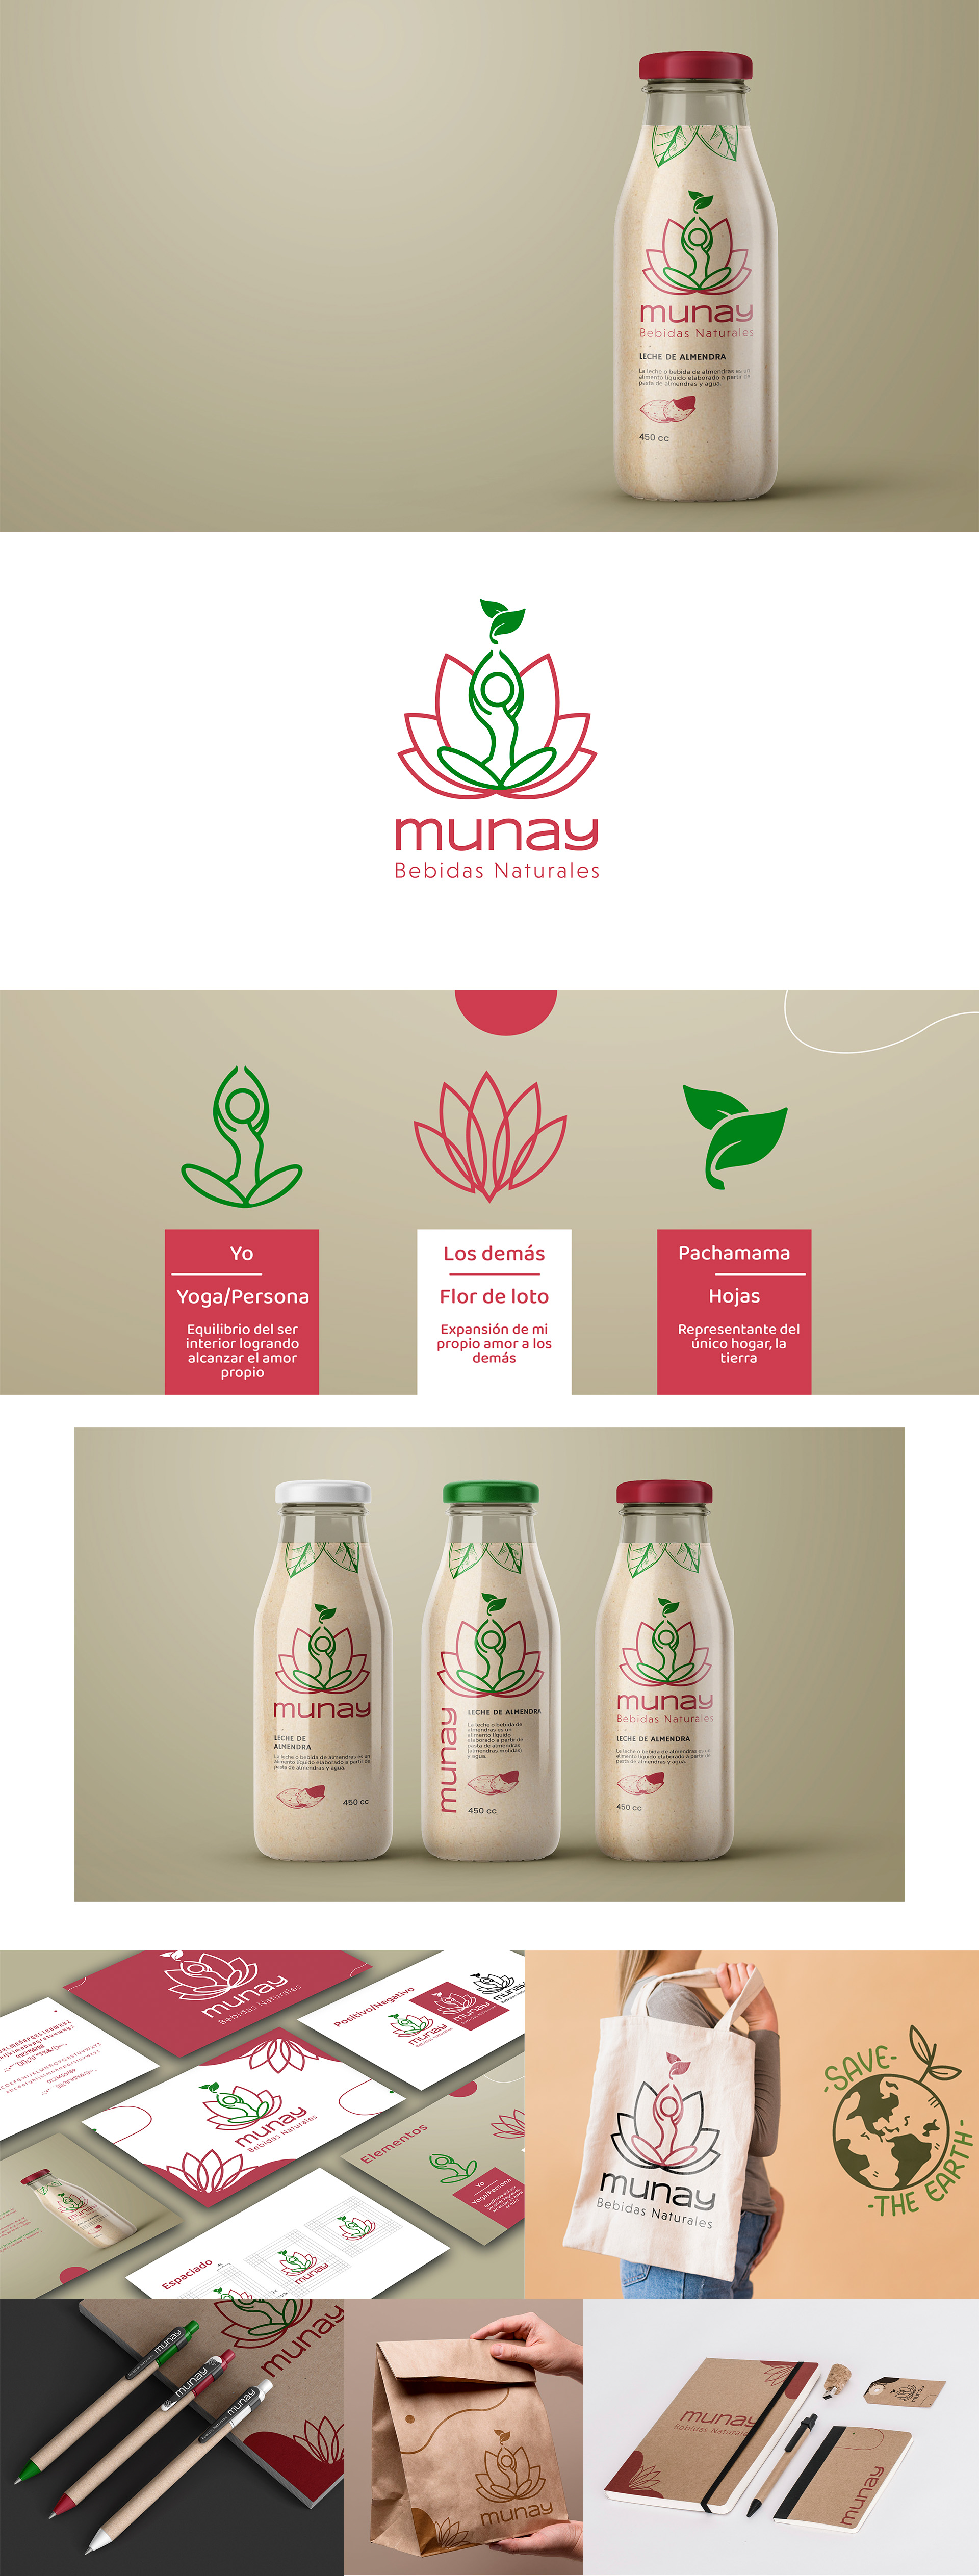 munay
Bebidas Naturales
LECHE DE ALMENDRA
La leche o bebida de almendras es un
alimento líquido elaborado a partir de
pasta de almendras y agua.
450 cc
munay
Bebidas Naturales
Yo
Yoga/Persona
Equilibrio del ser
interior logrando
alcanzar el amor
propio
Los demás
Flor de loto
Expansión de mi
propio amor a los
demás
Pachamama
Hojas
Representante del
único hogar, la
tierra
munay
LECHE DE
ALMENDRA
La leche o bebida de almendras es un
alimento líquido elaborado a partir de
pasta de almendras y agua.
450 cc
munay
LECHE DE ALMENDRA
La leche o bebida de
almendras es un
alimento líquido
elaborado a partir de
pasta de almendras
(almendras molidas)
y agua.
450 cc
munay
Bebidas Naturales
LECHE DE ALMENDRA
La leche o bebida de almendras es un
alimento líquido elaborado a partir de
pasta de almendras y agua.
450 cc
munay
Bebidas Naturales
Positivo/Negativo
munay
munay
munay
munay
Bebidas Naturales
Elementos
Yo
Yoga/Persona
munay
Espaciado
munay
munay
munay
Bebidas Naturales
-SAVE-
-THE EARTH-
munay
munay
munay
munay
munay
munay
Bebidas Naturales
munay
munay